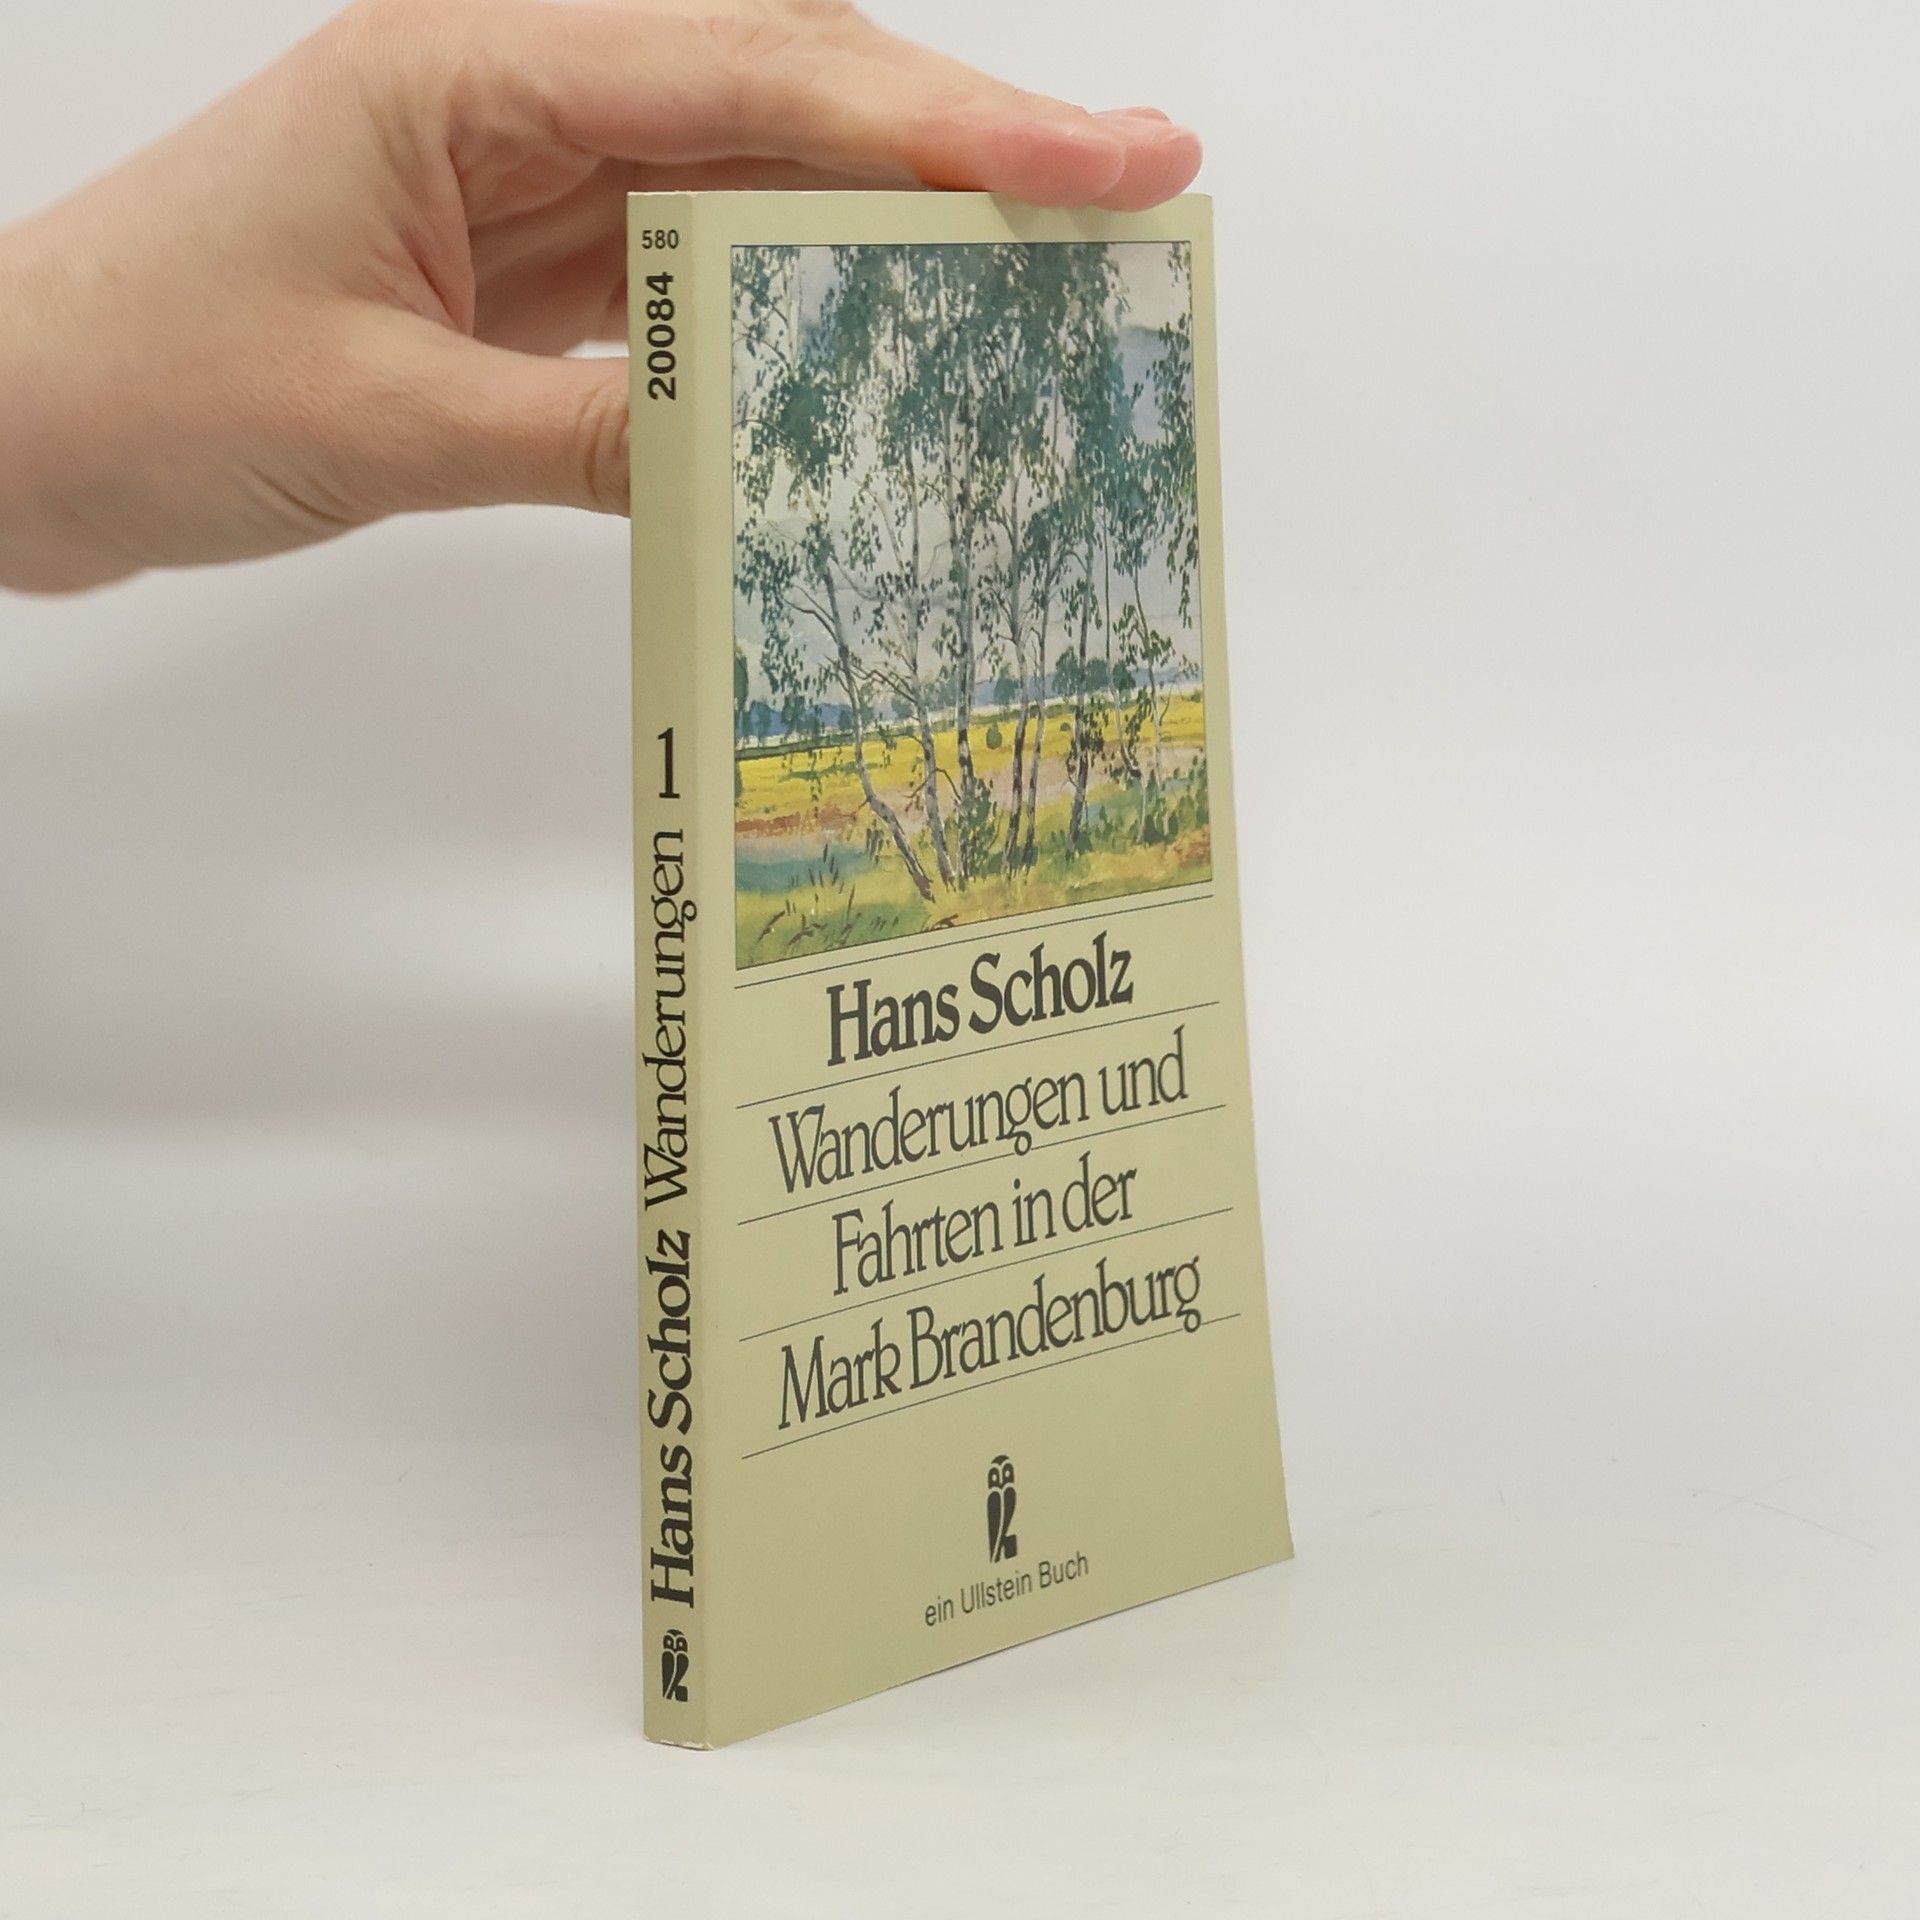 580
20084
Hans Scholz Wanderungen 1
Hans Scholz
Wanderungen und
Fahrten in der
Mark Brandenburg
ein Ullstein Buch